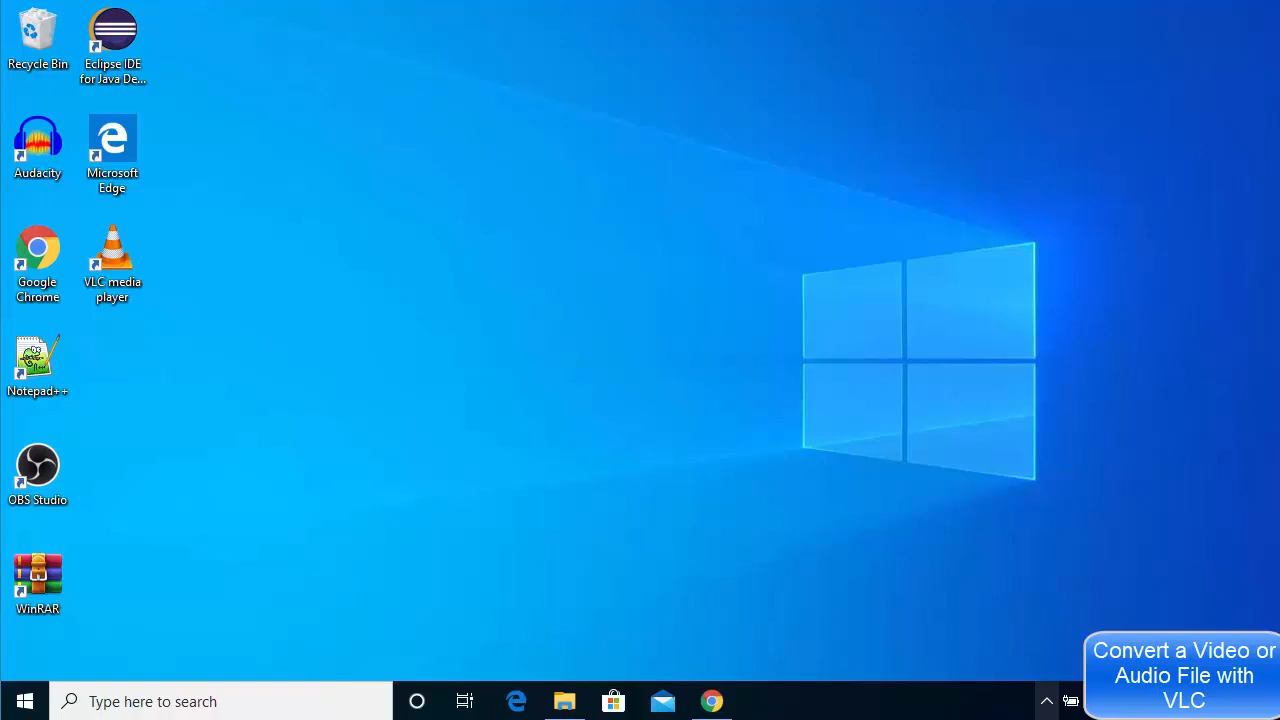 Recycle Bin
Eclipse IDE
for Java De...
Audacity
Microsoft
Edge
Google
Chrome
VLC media
player
Notepad++
OBS Studio
WinRAR
Type here to search
Convert a Video or
Audio File with
VLC